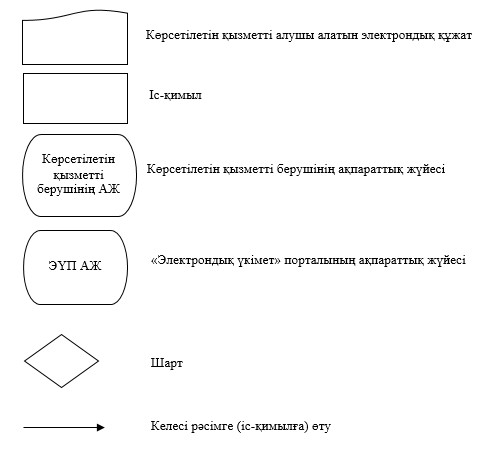 Көрсетілетін қызметті алушы алатын электрондық құжат
Іс-қимыл
Көрсетілетін
қызметті
берушінің АЖ
Көрсетілетін қызметті берушінің ақпараттық жүйесі
ЭҮП АЖ
«Электрондық үкімет» порталының ақпараттық жүйесі
Шарт
Келесі рәсімге (іс-қимылға) өту